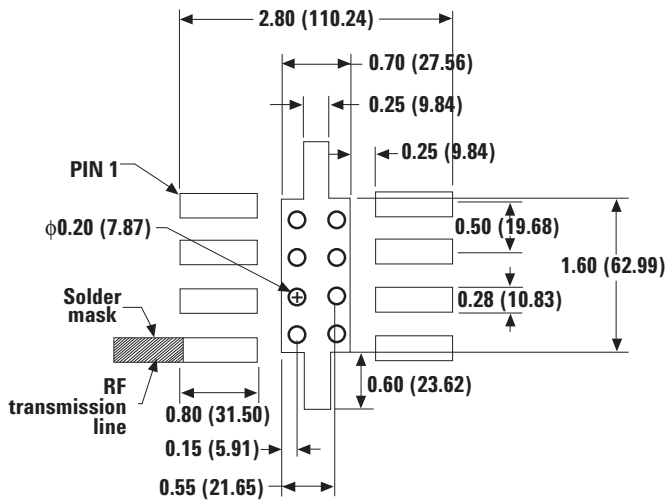 2.80 (110.24)
0.70 (27.56)
0.25 (9.84)
0.25 (9.84)
PIN 1
ϕ0.20 (7.87)
0.50 (19.68)
1.60 (62.99)
Solder
mask
0.28 (10.83)
RF
transmission
line
0.60 (23.62)
0.80 (31.50)
0.15 (5.91)
0.55 (21.65)